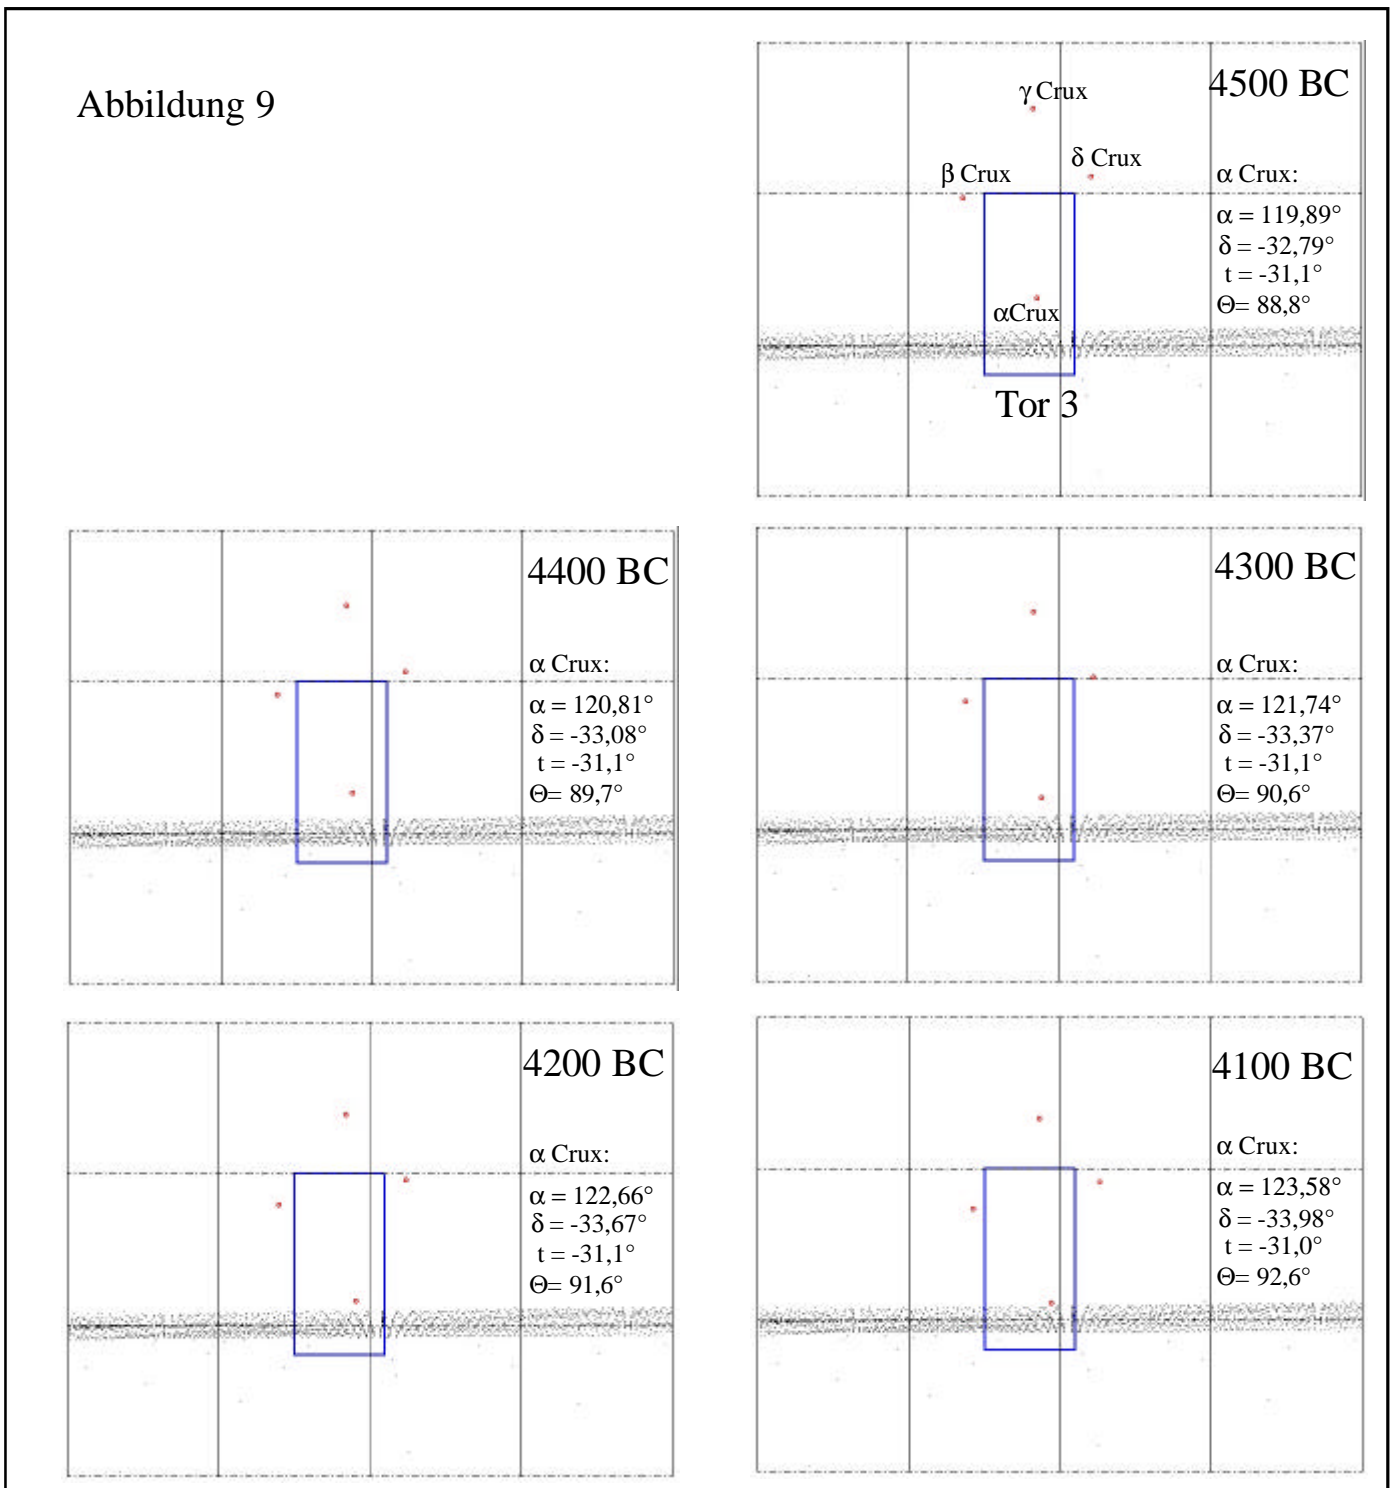 Abbildung 9
4500 BC
γ Crux
β Crux
δ Crux
α Crux:
α = 119,89°
δ = -32,79°
t = -31,1°
Θ= 88,8°
αCrux
Tor 3
4400 BC
α Crux:
α = 120,81°
δ = -33,08°
t = -31,1°
Θ= 89,7°
4300 BC
α Crux:
α = 121,74°
δ = -33,37°
t = -31,1°
Θ= 90,6°
4200 BC
α Crux:
α = 122,66°
δ = -33,67°
t = -31,1°
Θ= 91,6°
4100 BC
α Crux:
α = 123,58°
δ = -33,98°
t = -31,0°
Θ= 92,6°